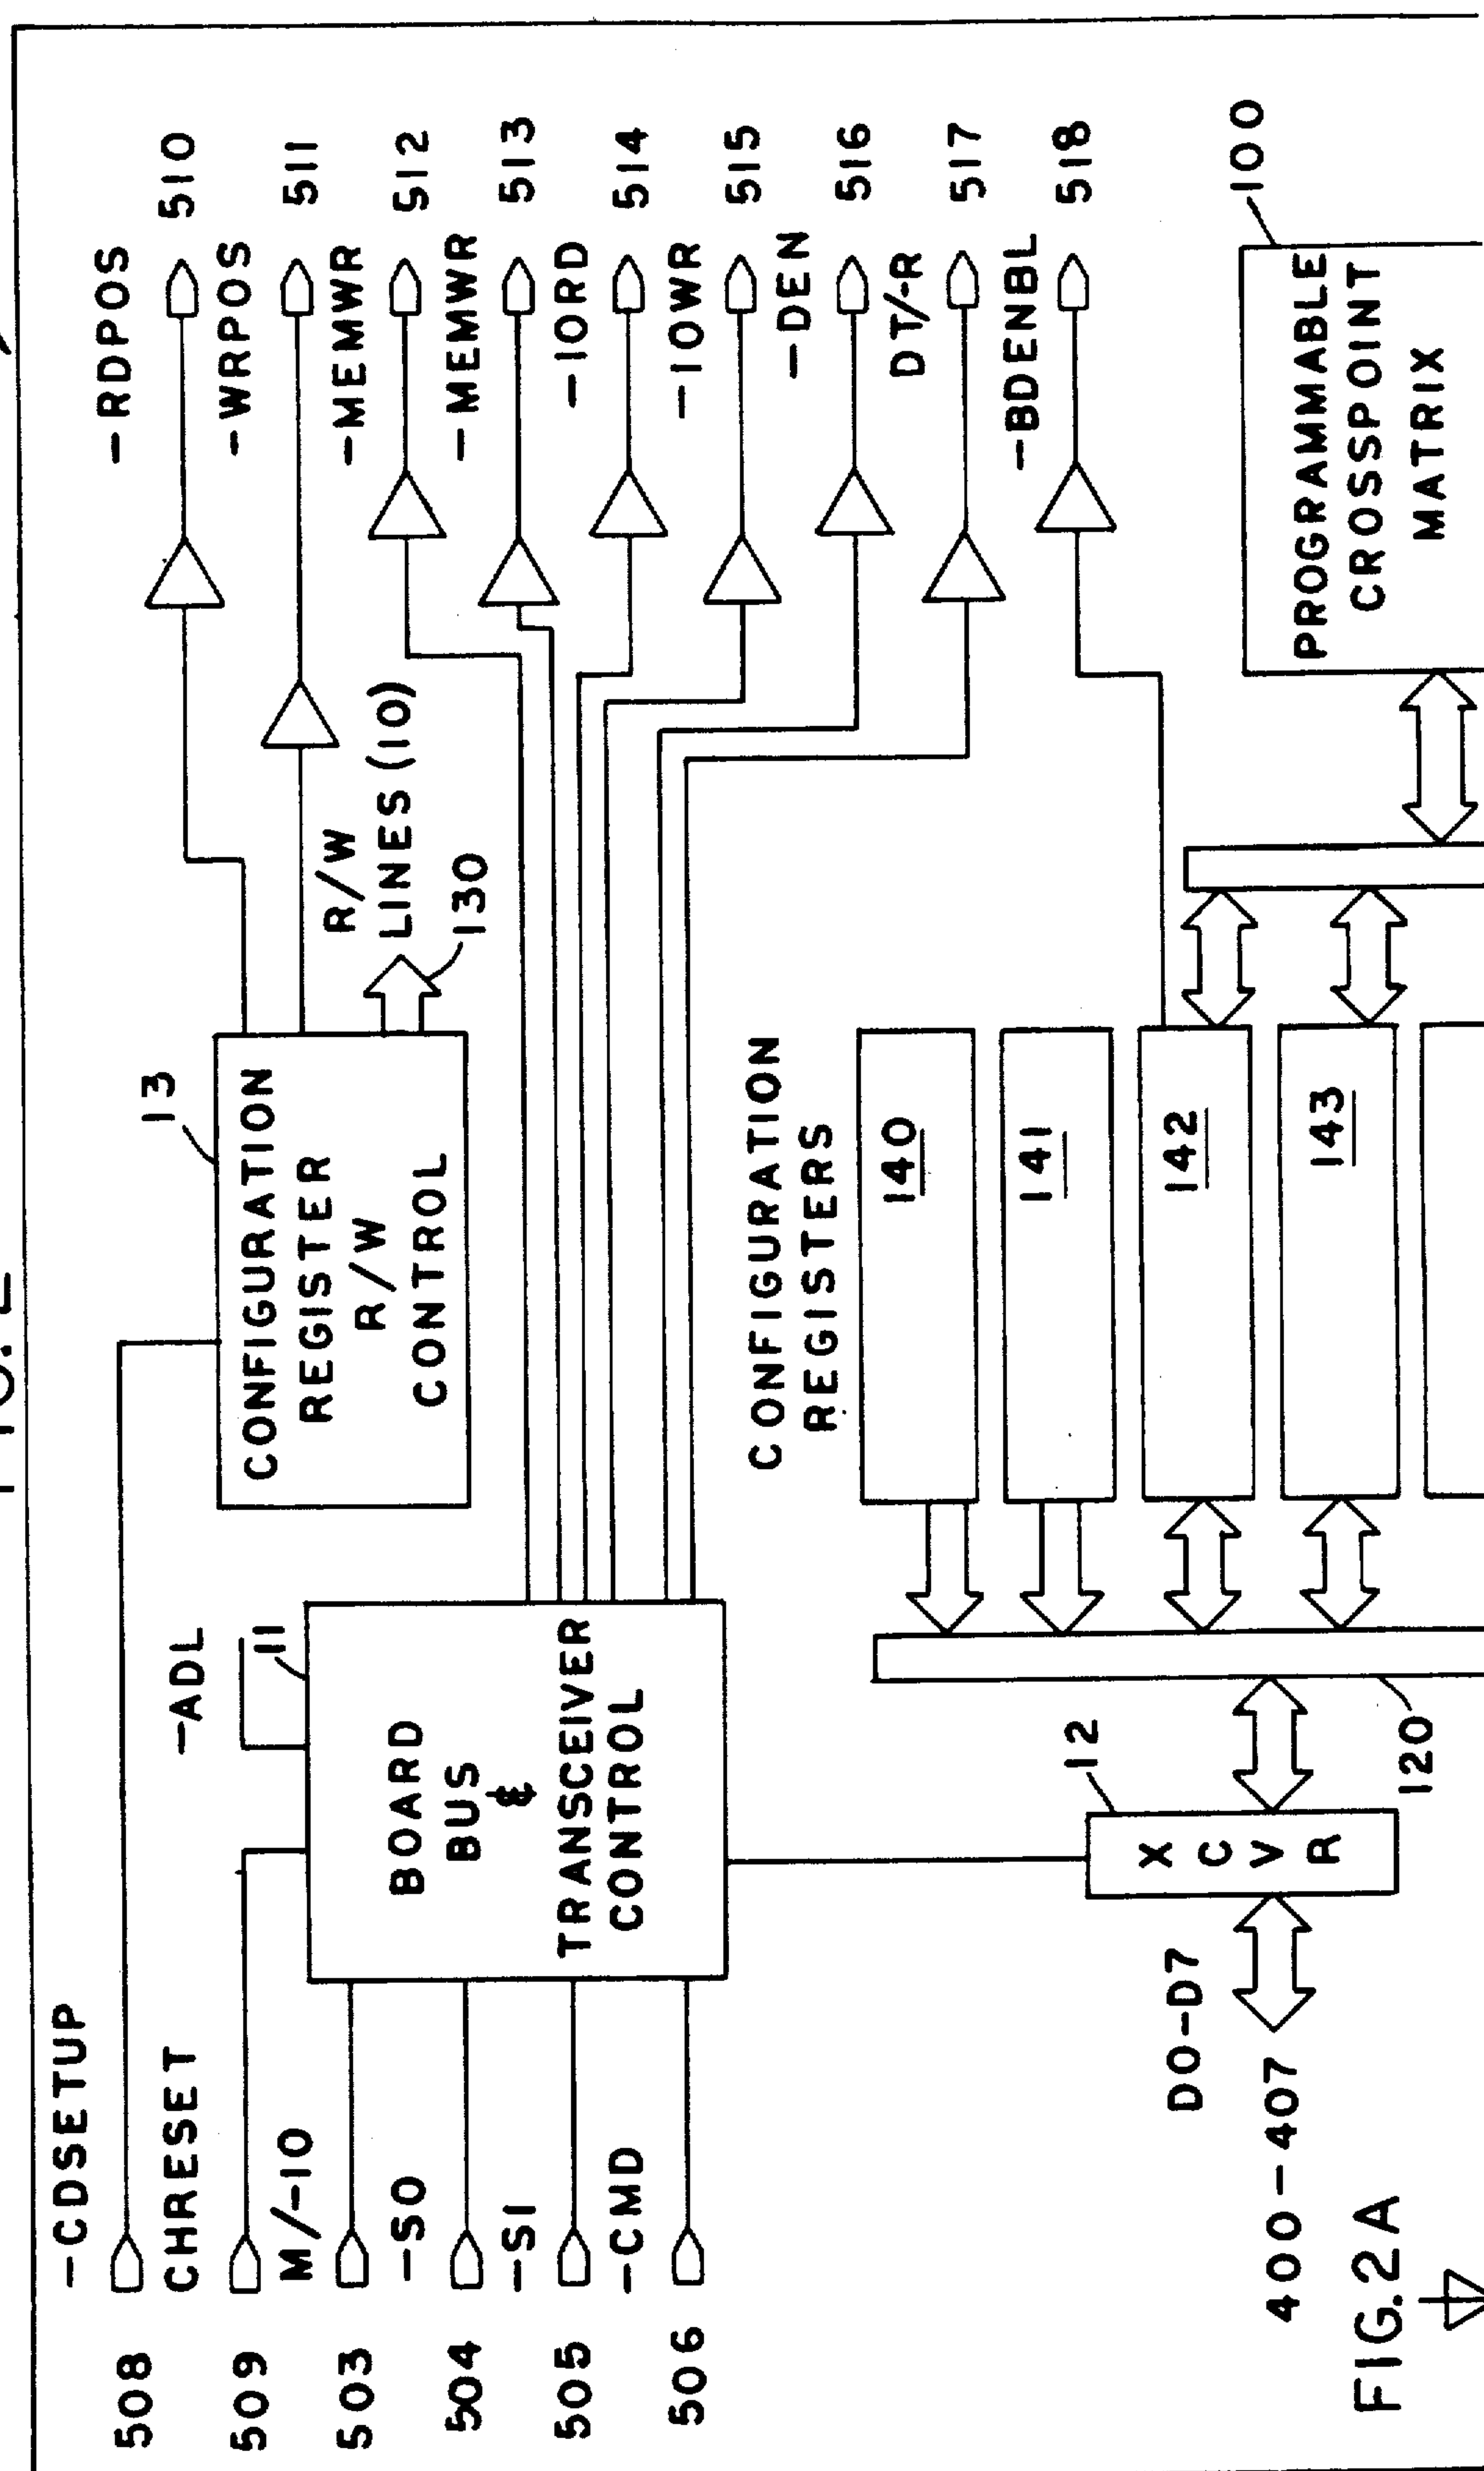 -CDSETUP
508
CHRESET
509
M/-IO
503
-S0
504
-S1
505
-CMD
506
-ADL
11
BOARD
BUS
&
TRANSCEIVER
CONTROL
13
CONFIGURATION
REGISTER
R/W
CONTROL
R/W
LINES (10)
130
-RDPOS
510
-WRPOS
511
-MEMWR
512
-MEMWR
513
-IORD
514
-IOWR
515
-DEN
516
DT/-R
517
-BDENBL
518
CONFIGURATION
REGISTERS
140
141
142
143
100
PROGRAMMABLE
CROSSPOINT
MATRIX
12
XCVR
120
D0-D7
400-407
FIG.2A